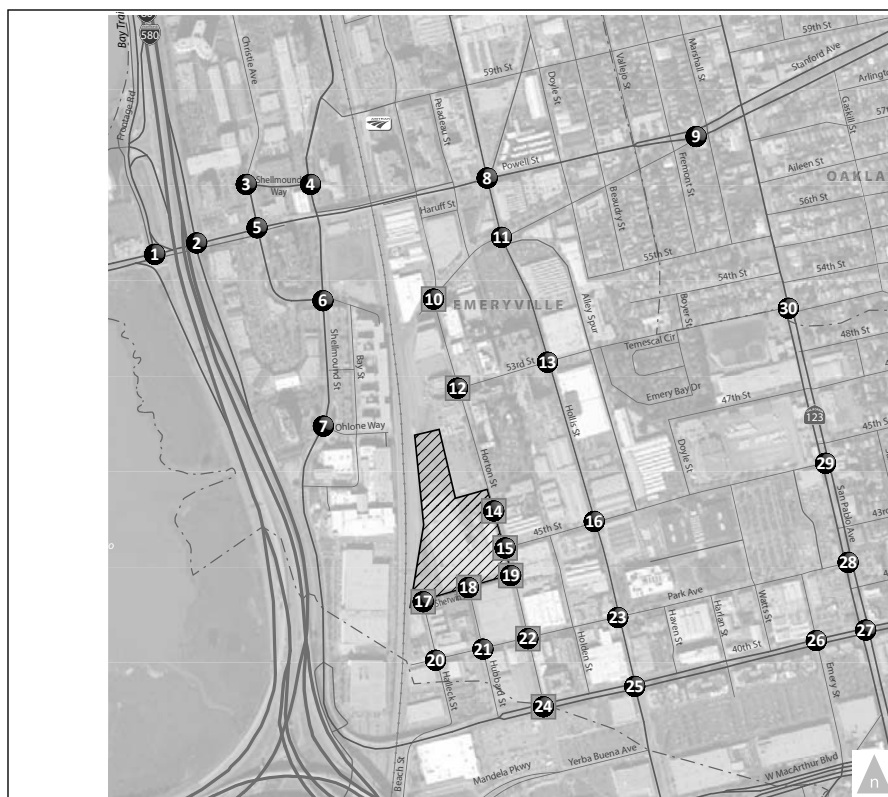 80
580
Bay Trail
Frontage Rd
Christie Ave
59th St
59th St
Stanford Ave
Marshall St
Vallejo St
Doyle St
Arlington
Peladeau St
Gaskill St
57th
AMTRAK
9
Powell St
Fremont St
Aileen St
8
OAKLA
3
Shellmound
Way
4
Beaudry St
56th St
Haruff St
5
11
2
1
55th St
54th St
54th St
10
EMERYVILLE
6
Alley Spur
Boyer St
30
48th St
Temescal Cir
Shellmound St
Bay St
53rd St
13
12
Emery Bay Dr
47th St
Hollis St
123
7
Ohlone Way
45th St
Doyle St
Horton St
29
San Pablo Ave
14
43rd
16
45th St
15
28
19
18
17
Sherwin
Park Ave
23
Haven St
Harlan St
Watts St
22
27
26
21
40th St
20
Holden St
Halleck St
Hubbard St
25
Emery St
24
Beach St
Yerba Buena Ave
Mandela Pkwy
W MacArthur Blvd
n